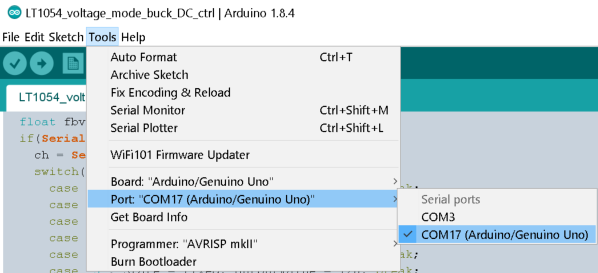 LT1054_voltage_mode_buck_DC_ctrl | Arduino 1.8.4
File Edit Sketch Tools Help
Auto Format Ctrl+T
LT1054_volt
Archive Sketch
Fix Encoding & Reload
float fbv
Serial Monitor Ctrl+Shift+M
if(Serial
Serial Plotter Ctrl+Shift+L
ch = Se
WiFi101 Firmware Updater
switch(
Board: "Arduino/Genuino Uno"
case
Port: "COM17 (Arduino/Genuino Uno)"
case
Serial ports
Get Board Info
case
COM3
COM17 (Arduino/Genuino Uno)
Programmer: "AVRISP mkII"
case
Burn Bootloader
case